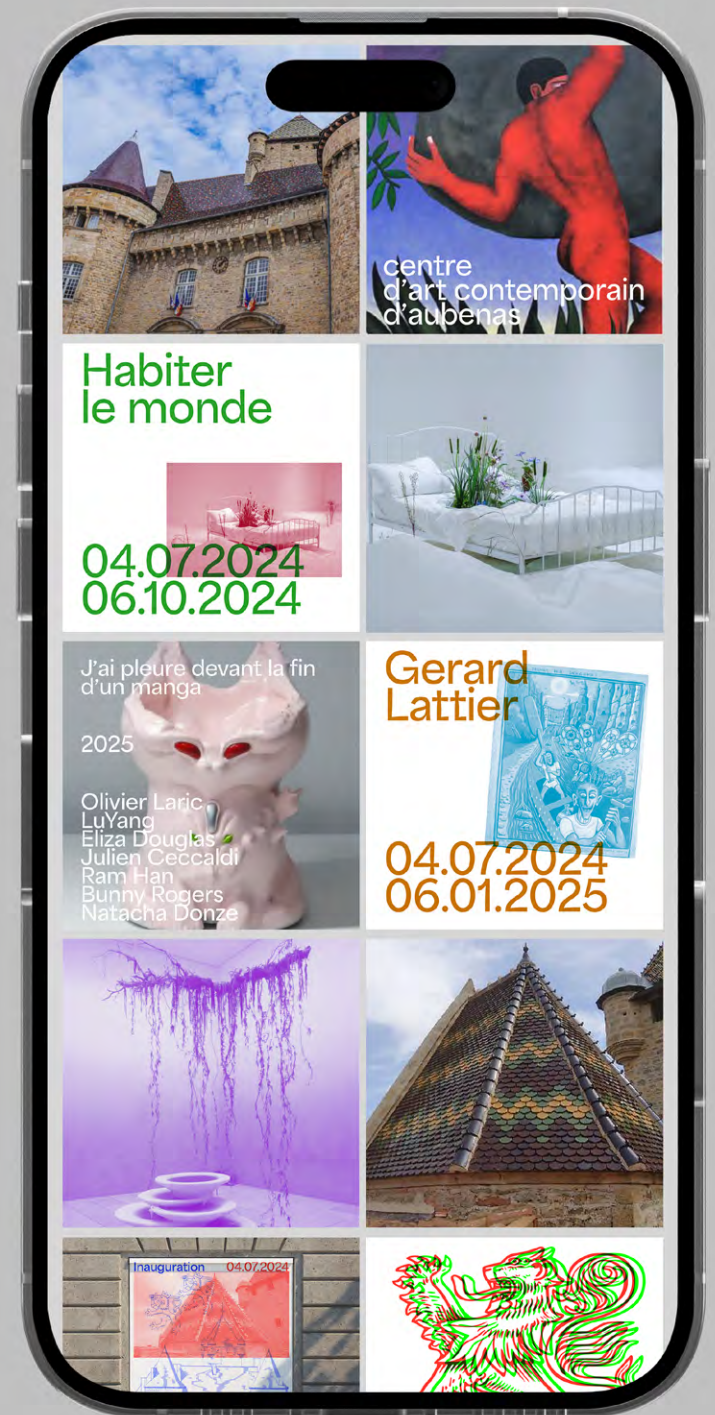 centre
d'art contemporain
d'aubenas
Habiter
le monde
04.07.2024
06.10.2024
J'ai pleure devant la fin
d'un manga
2025
Olivier Laric
LuYang
Eliza Douglas
Julien Ceccaldi
Ram Han
Bunny Rogers
Natacha Donze
Gerard
Lattier
04.07.2024
06.01.2025
Inauguration 04.07.2024